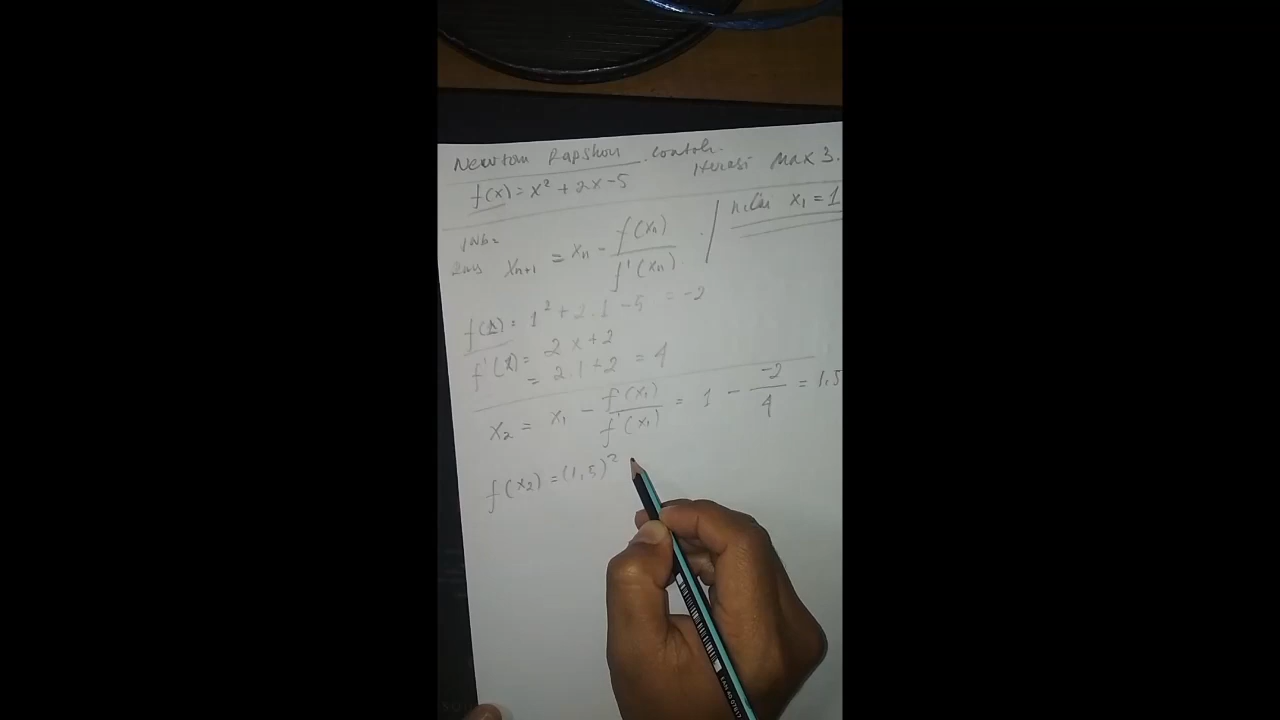 Newton Rapshon contoh. Iterasi Max 3.
f(x) = x² + 2x - 5
nilai x₁ = 1
Jwb =
xₙ₊₁ = xₙ - f(xₙ) / f'(xₙ).
f(1) = 1² + 2.1 - 5 = -2
f'(1) = 2x + 2
= 2.1 + 2 = 4
x₂ = x₁ - f(x₁) / f'(x₁) = 1 - -2 / 4 = 1,5
f(x₂) = (1,5)²